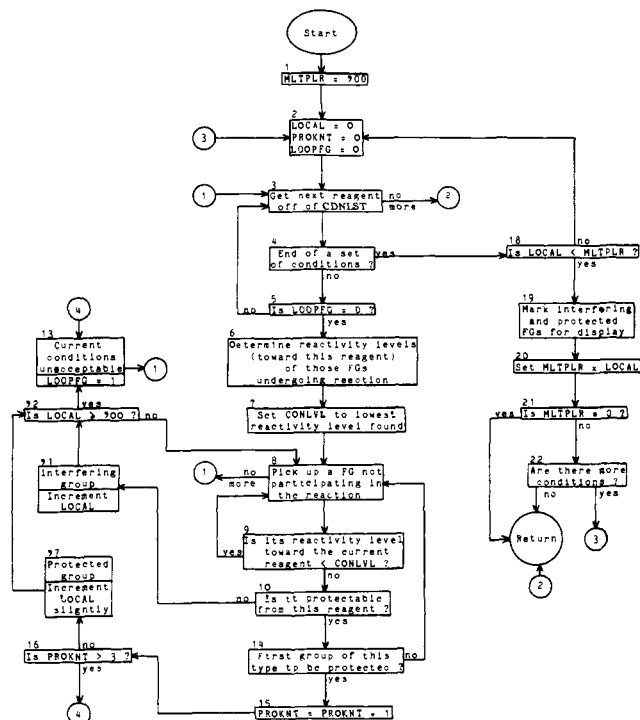 Start
1
MLTPLR = 900
2
LOCAL = 0
PROKNT = 0
LOOPFG = 0
3
1
3
Get next reagent
off of CDNLST
no
more
2
4
End of a set
of conditions ?
yes
no
18
Is LOCAL < MLTPLR ?
no
yes
5
Is LOOPFG = 0 ?
no
yes
19
Mark interfering
and protected
FGs for display
4
13
Current
conditions
unacceptable
LOOPFG = 1
1
6
Determine reactivity levels
(toward this reagent)
of those FGs
undergoing reaction
20
Set MLTPLR = LOCAL
7
Set CONLVL to lowest
reactivity level found
92
Is LOCAL > 900 ?
yes
no
21
Is MLTPLR = 0 ?
yes
no
91
Interfering
group
Increment
LOCAL
8
Pick up a FG not
participating in
the reaction
1
no
more
22
Are there more
conditions ?
no
yes
9
Is its reactivity level
toward the current
reagent < CONLVL ?
yes
no
Return
3
2
97
Protected
group
Increment
LOCAL
slightly
10
Is it protectable
from this reagent ?
no
yes
16
Is PROKNT > 3 ?
no
yes
14
First group of this
type tp be protected ?
no
yes
4
15
PROKNT = PROKNT + 1